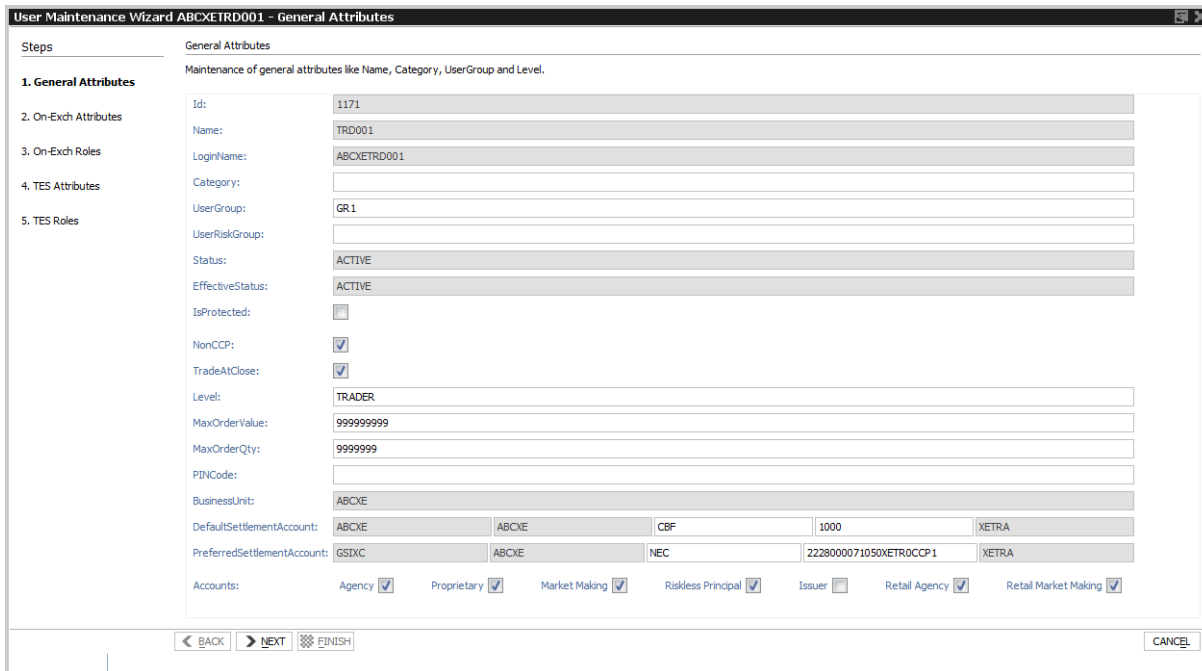 User Maintenance Wizard ABCXETRD001 - General Attributes
Steps
1. General Attributes
2. On-Exch Attributes
3. On-Exch Roles
4. TES Attributes
5. TES Roles
General Attributes
Maintenance of general attributes like Name, Category, UserGroup and Level.
Id: 1171
Name: TRD001
LoginName: ABCXETRD001
Category:
UserGroup: GR1
UserRiskGroup:
Status: ACTIVE
EffectiveStatus: ACTIVE
IsProtected:
NonCCP:
TradeAtClose:
Level: TRADER
MaxOrderValue: 999999999
MaxOrderQty: 9999999
PINCode:
BusinessUnit: ABCXE
DefaultSettlementAccount: ABCXE ABCXE CBF 1000 XETRA
PreferredSettlementAccount: GSIXC ABCXE NEC 2228000071050XETR0CCP1 XETRA
Accounts: Agency Proprietary Market Making Riskless Principal Issuer Retail Agency Retail Market Making
BACK NEXT FINISH CANCEL